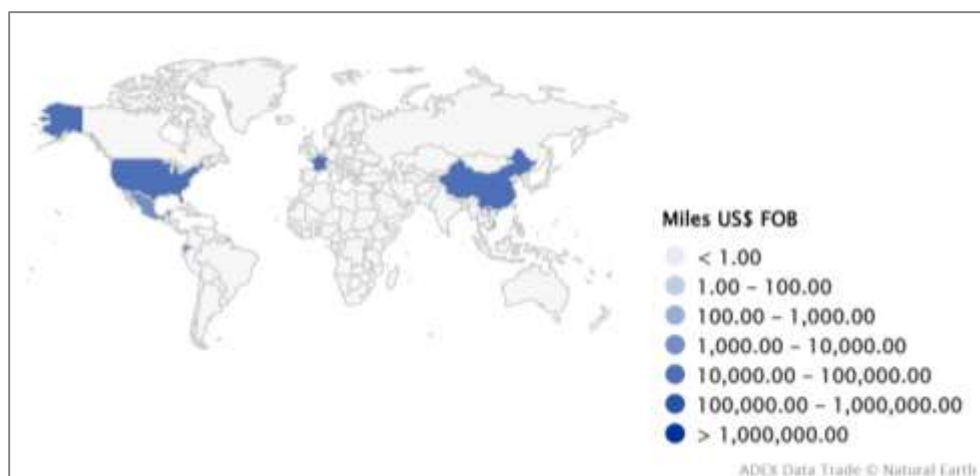 Miles US$ FOB
< 1.00
1.00 – 100.00
100.00 – 1,000.00
1,000.00 – 10,000.00
10,000.00 – 100,000.00
100,000.00 – 1,000,000.00
> 1,000,000.00
ADEX Data Trade © Natural Earth